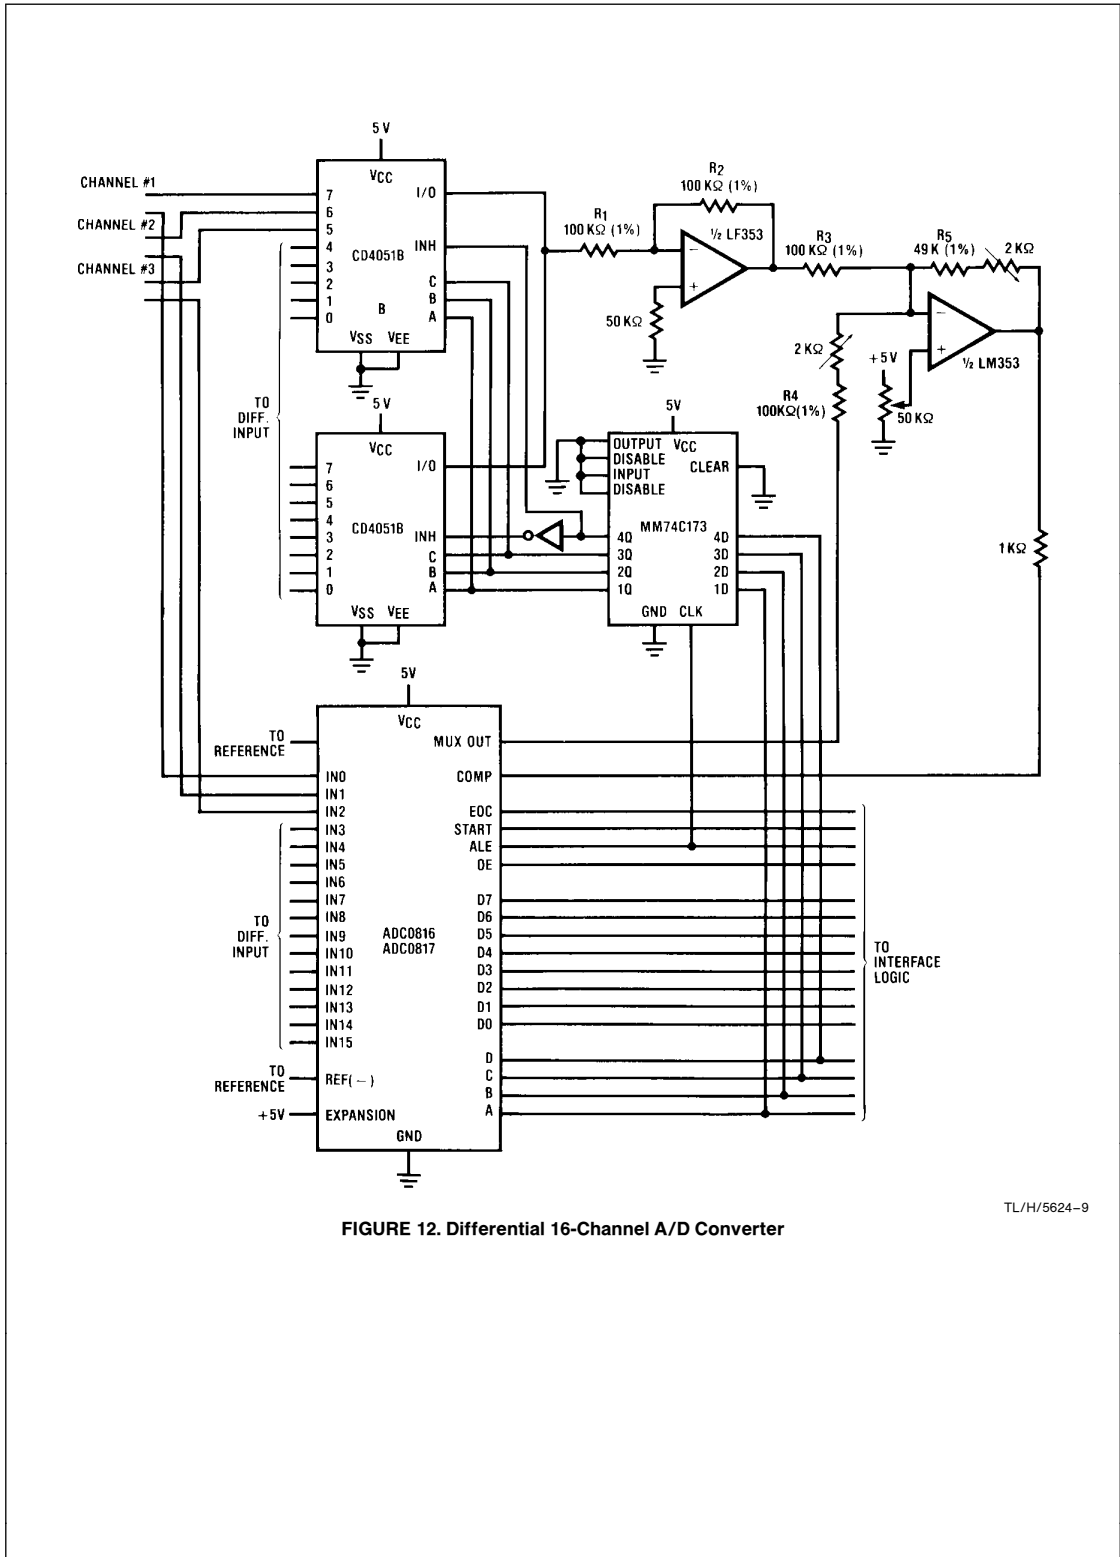 5 V
VCC
CHANNEL #1
CHANNEL #2
CHANNEL #3
7
6
5
4
3
2
1
0
I/O
INH
C
B
A
CD4051B
B
VSS VEE
R1
100 KΩ (1%)
R2
100 KΩ (1%)
½ LF353
−
+
50 KΩ
R3
100 KΩ (1%)
R5
49 K (1%)
2 KΩ
−
+
½ LM353
2 KΩ
R4
100KΩ(1%)
+5V
50 KΩ
1 KΩ
TO
DIFF.
INPUT
5 V
VCC
7
6
5
4
3
2
1
0
I/O
CD4051B
INH
C
B
A
VSS VEE
5V
OUTPUT VCC
DISABLE
INPUT
DISABLE
CLEAR
MM74C173
4Q 4D
3Q 3D
2Q 2D
1Q 1D
GND CLK
5V
VCC
TO
REFERENCE
MUX OUT
IN0
IN1
IN2
IN3
IN4
IN5
IN6
IN7
IN8
IN9
IN10
IN11
IN12
IN13
IN14
IN15
TO
DIFF.
INPUT
ADC0816
ADC0817
COMP
EOC
START
ALE
OE
D7
D6
D5
D4
D3
D2
D1
D0
D
C
B
A
TO
INTERFACE
LOGIC
TO
REFERENCE
REF(−)
+5V
EXPANSION
GND
TL/H/5624–9
FIGURE 12. Differential 16-Channel A/D Converter